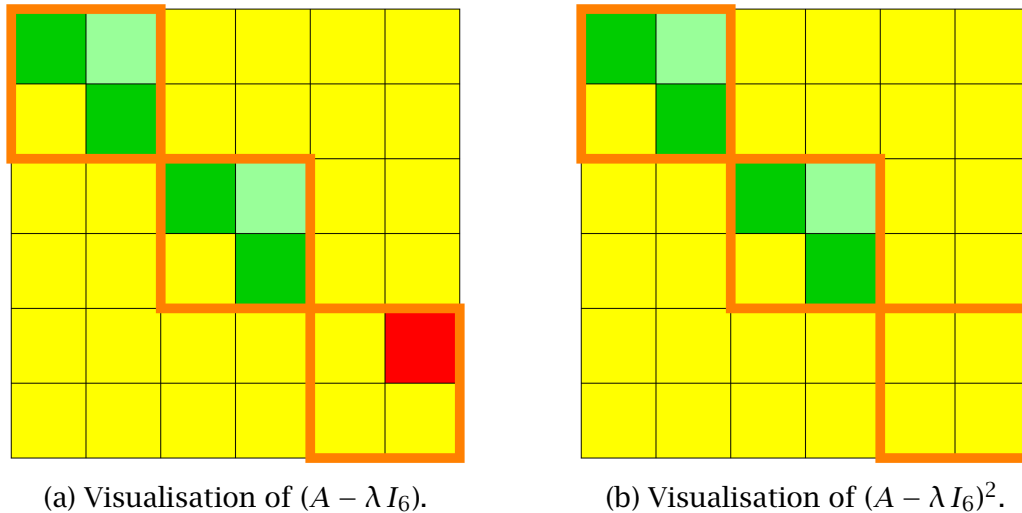 (a) Visualisation of (A − λ I₆).
(b) Visualisation of (A − λ I₆)².